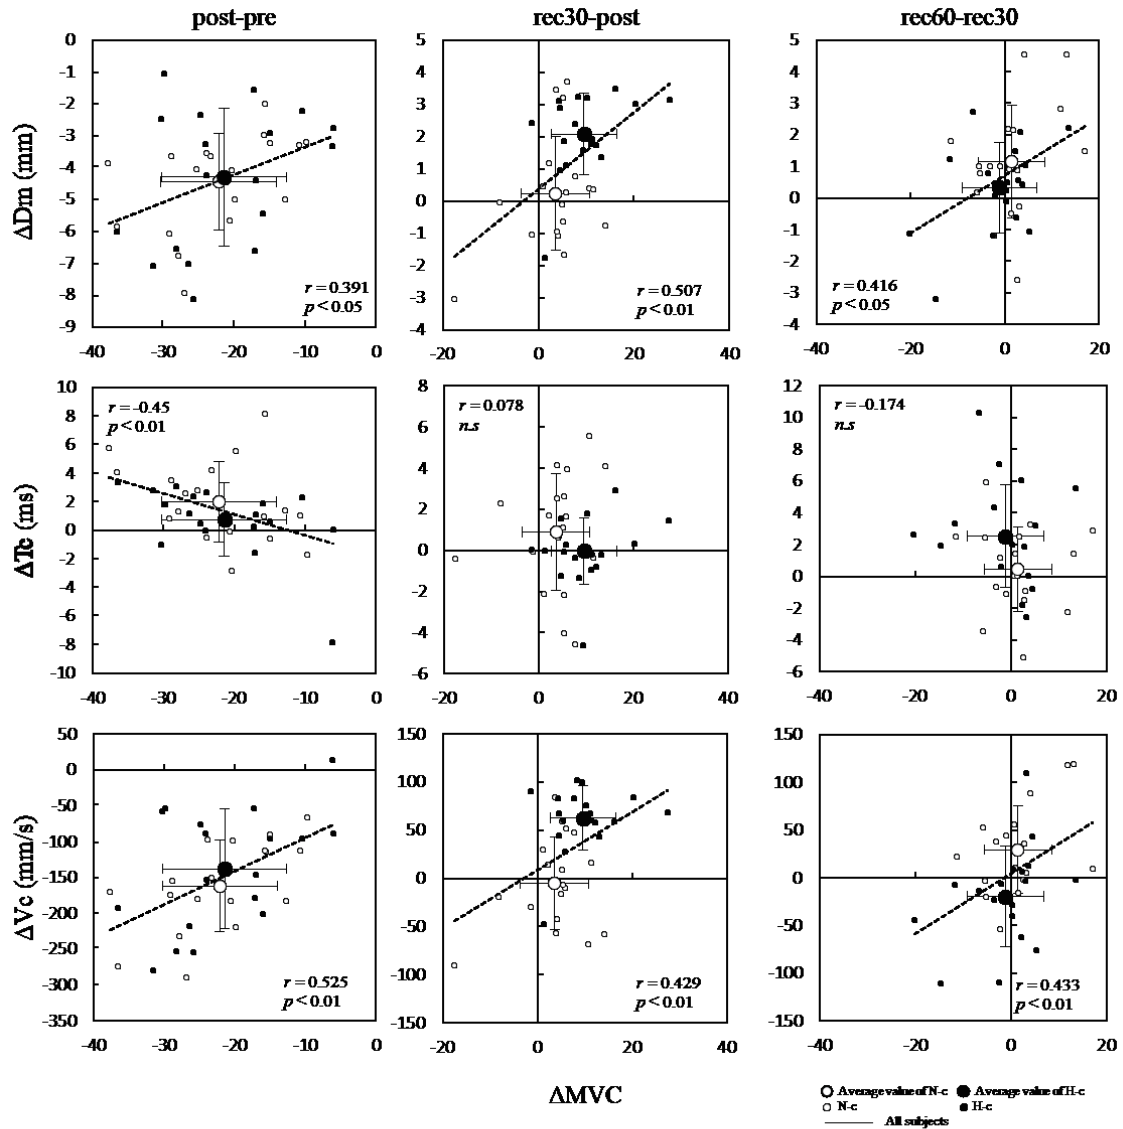 post-pre rec30-post rec60-rec30
ΔDm (mm)
0 -1 -2 -3 -4 -5 -6 -7 -8 -9
-40 -30 -20 -10 0
r = 0.391
p < 0.05
5 4 3 2 1 0 -1 -2 -3 -4
-20 0 20 40
r = 0.507
p < 0.01
5 4 3 2 1 0 -1 -2 -3 -4
-20 0 20
r = 0.416
p < 0.05
ΔTc (ms)
10 8 6 4 2 0 -2 -4 -6 -8 -10
-40 -30 -20 -10 0
r = -0.45
p < 0.01
8 6 4 2 0 -2 -4 -6
-20 0 20 40
r = 0.078
n.s
12 10 8 6 4 2 0 -2 -4 -6
-20 0 20
r = -0.174
n.s
ΔVc (mm/s)
50 0 -50 -100 -150 -200 -250 -300 -350
-40 -30 -20 -10 0
r = 0.525
p < 0.01
150 100 50 0 -50 -100 -150
-20 0 20 40
r = 0.429
p < 0.01
150 100 50 0 -50 -100 -150
-20 0 20
r = 0.433
p < 0.01
ΔMVC
Average value of N-c Average value of H-c
N-c H-c
All subjects